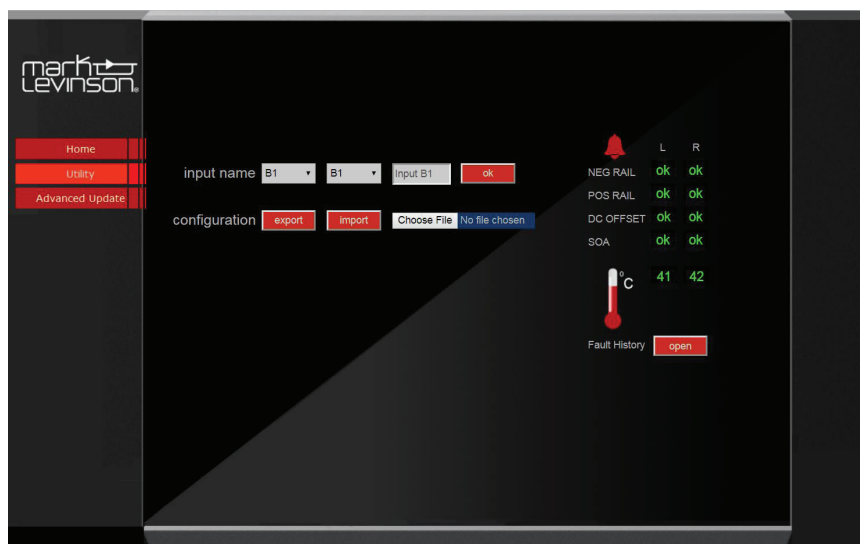 mark
Levinson®
Home
Utility
Advanced Update
input name B1 B1 Input B1 ok
configuration export import Choose File No file chosen
L R
NEG RAIL ok ok
POS RAIL ok ok
DC OFFSET ok ok
SOA ok ok
°C 41 42
Fault History open